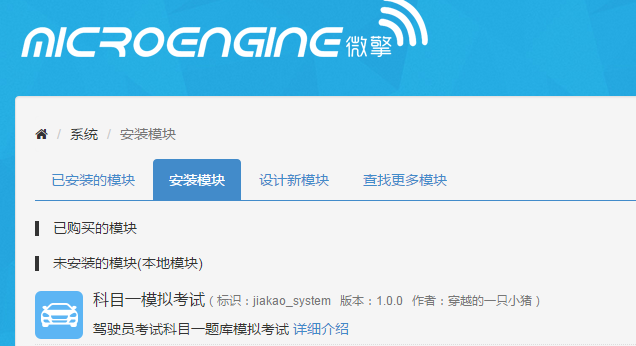 MICROENGINE 微擎
系统 / 安装模块
已安装的模块 安装模块 设计新模块 查找更多模块
已购买的模块
未安装的模块(本地模块)
科目一模拟考试（标识：jiakao_system 版本：1.0.0 作者：穿越的一只小猪）
驾驶员考试科目一题库模拟考试 详细介绍